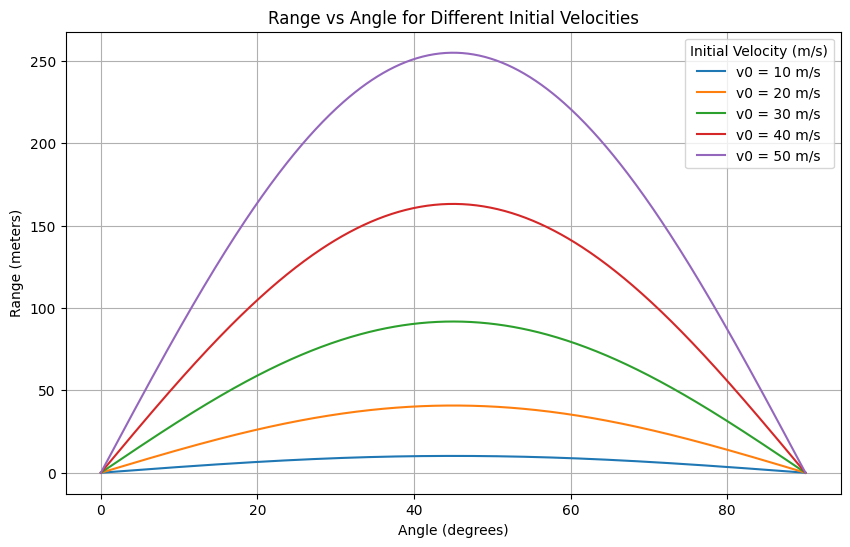 Range vs Angle for Different Initial Velocities
Initial Velocity (m/s)
v0 = 10 m/s
v0 = 20 m/s
v0 = 30 m/s
v0 = 40 m/s
v0 = 50 m/s
Range (meters)
250
200
150
100
50
0
0 20 40 60 80
Angle (degrees)